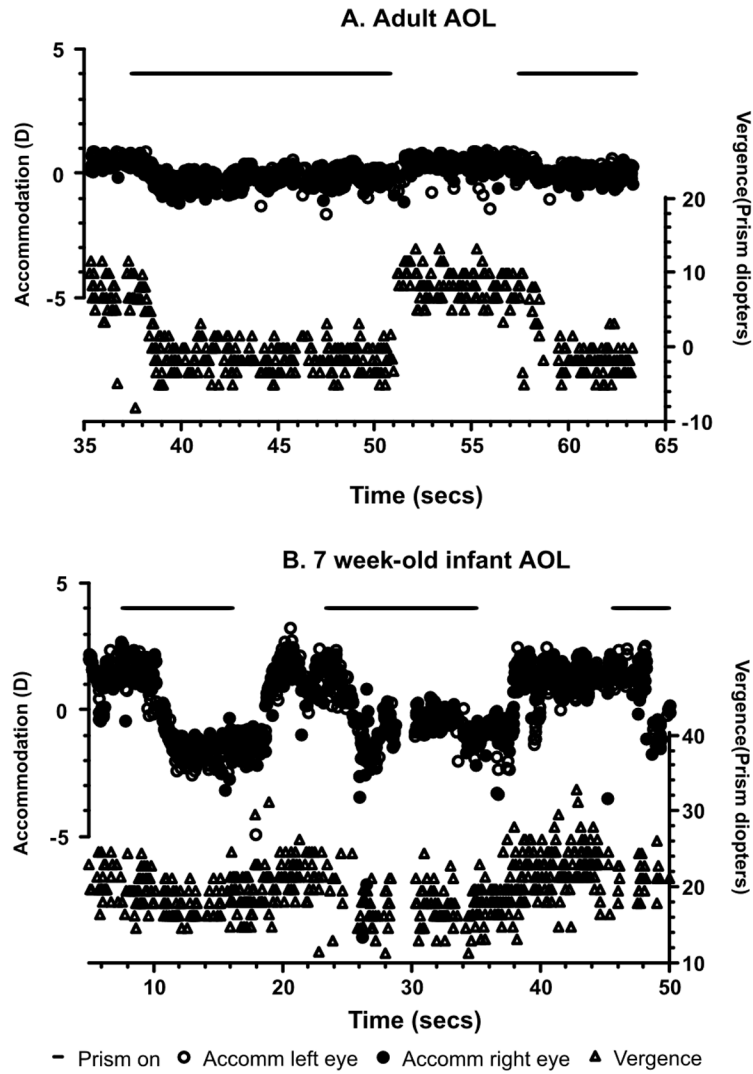 A. Adult AOL
5
0
-5
Accommodation (D)
20
10
0
-10
Vergence(Prism diopters)
35 40 45 50 55 60 65
Time (secs)
B. 7 week-old infant AOL
5
0
-5
Accommodation (D)
40
30
20
10
Vergence(Prism diopters)
10 20 30 40 50
Time (secs)
Prism on Accomm left eye Accomm right eye Vergence